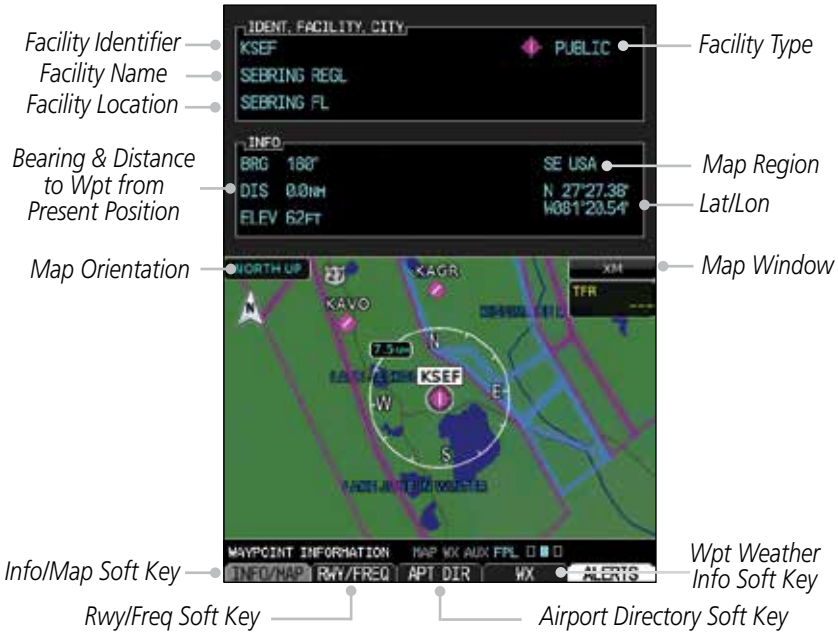 IDENT, FACILITY, CITY
Facility Identifier
KSEF
PUBLIC
Facility Type
Facility Name
SEBRING REGL
Facility Location
SEBRING FL
INFO
Bearing & Distance
to Wpt from
Present Position
BRG 180°
SE USA
Map Region
DIS 0.0NM
N 27°27.38'
W081°20.54'
Lat/Lon
ELEV 62FT
Map Orientation
NORTH UP
KAGR
XM
Map Window
TFR
---
N
KAVO
N
7.5NM
KSEF
W
E
S
WAYPOINT INFORMATION MAP WX AUX FPL
Info/Map Soft Key
INFO/MAP
RWY/FREQ
APT DIR
WX
ALERTS
Wpt Weather
Info Soft Key
Rwy/Freq Soft Key
Airport Directory Soft Key